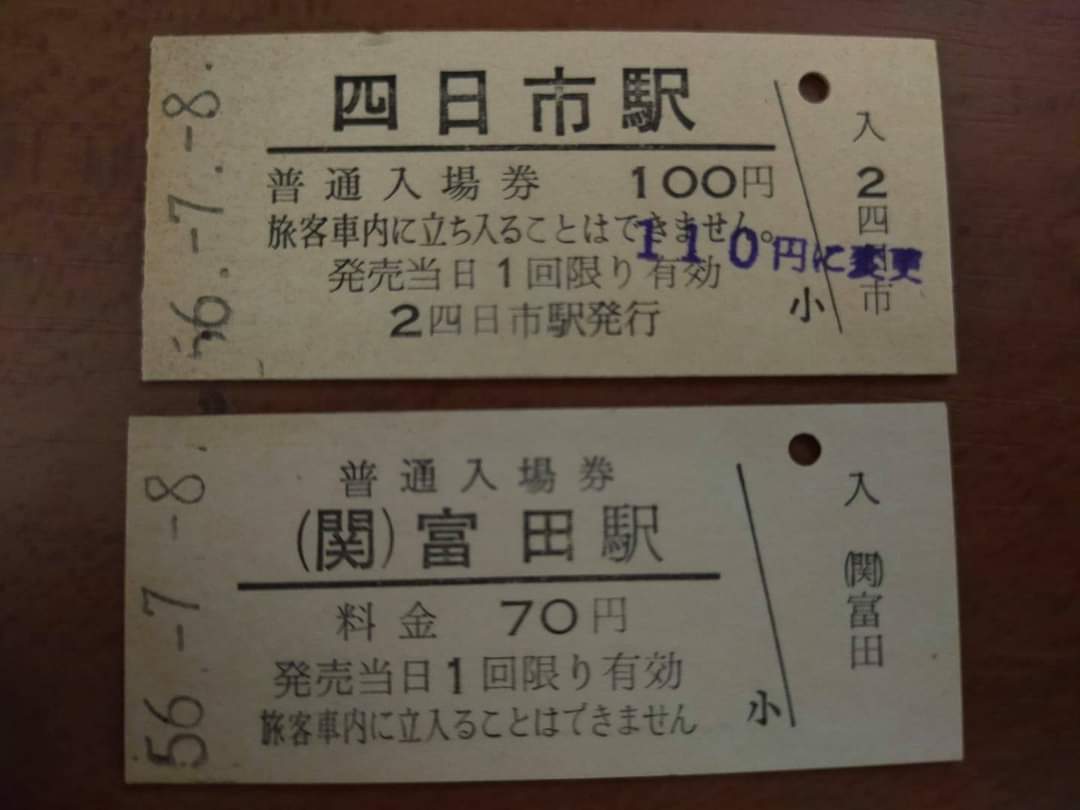 56.-7.-8.
四日市駅
普通入場券 100円
旅客車内に立ち入ることはできません。
110円に変更
発売当日1回限り有効
2四日市駅発行
小
入
2
四日市
56.-7.-8.
普通入場券
(関)富田駅
料金 70円
発売当日1回限り有効
旅客車内に立入ることはできません
小
入
(関)富田